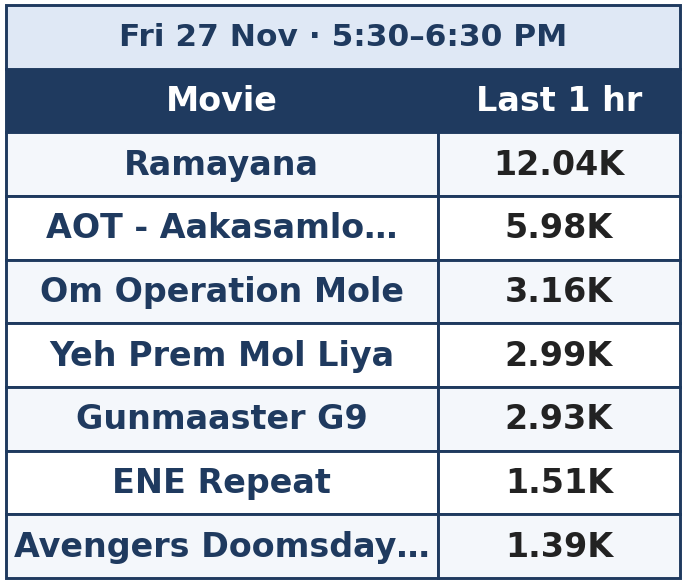 Fri 27 Nov · 5:30–6:30 PM
Movie Last 1 hr
Ramayana 12.04K
AOT - Aakasamlo... 5.98K
Om Operation Mole 3.16K
Yeh Prem Mol Liya 2.99K
Gunmaaster G9 2.93K
ENE Repeat 1.51K
Avengers Doomsday... 1.39K